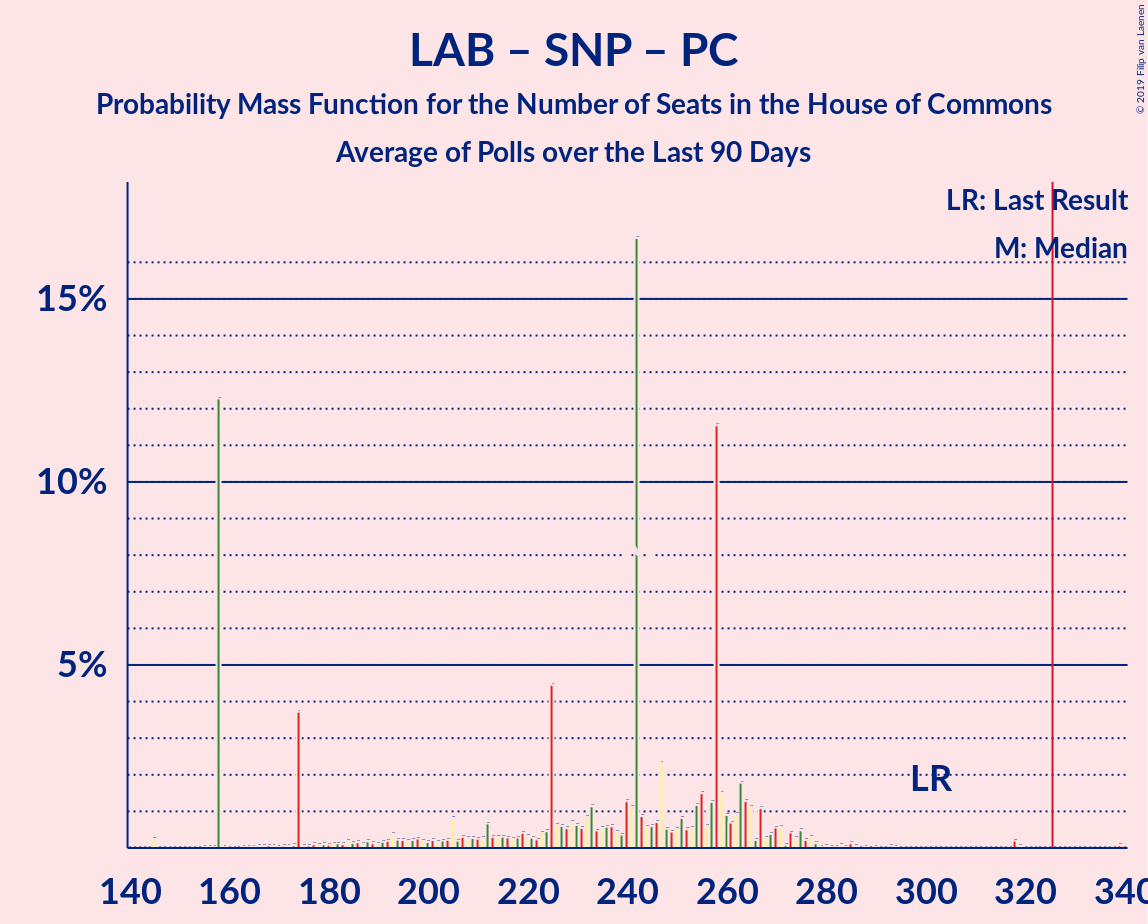 LAB – SNP – PC
Probability Mass Function for the Number of Seats in the House of Commons
Average of Polls over the Last 90 Days
© 2019 Filip van Laenen
LR: Last Result
M: Median
15%
10%
5%
LR
140 160 180 200 220 240 260 280 300 320 340